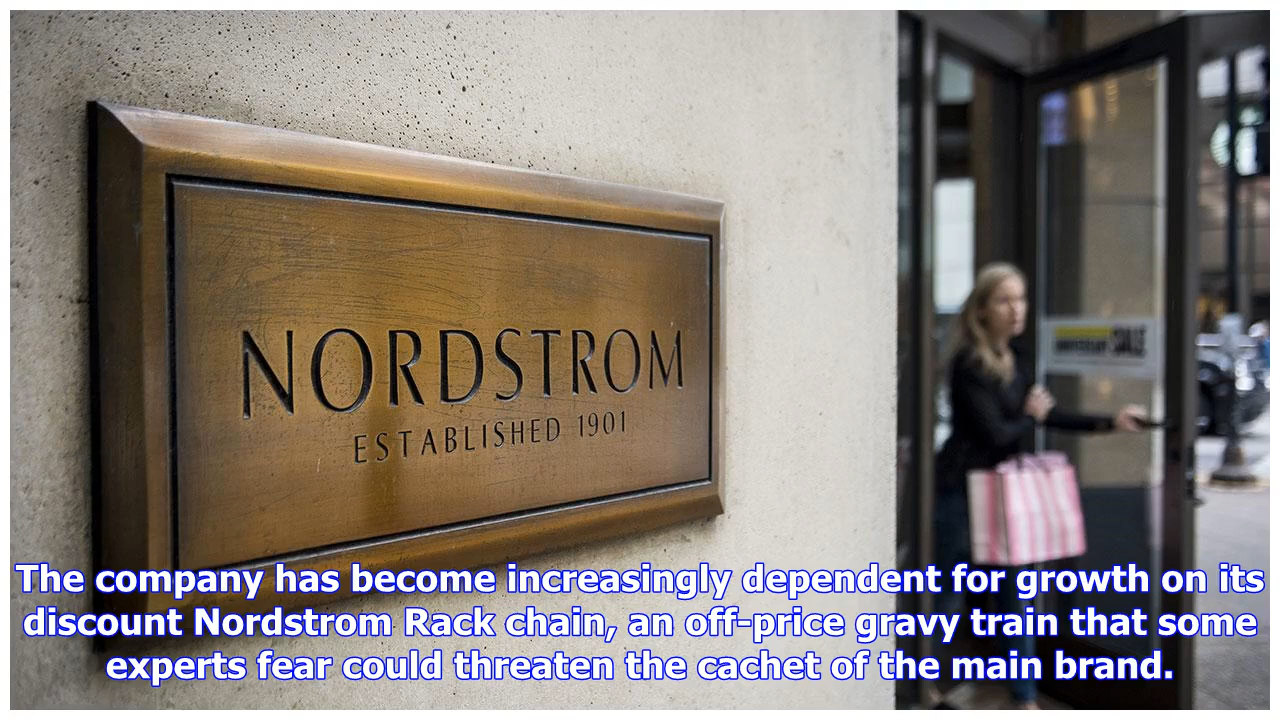 NORDSTROM
ESTABLISHED 1901
SALE
The company has become increasingly dependent for growth on its
discount Nordstrom Rack chain, an off-price gravy train that some
experts fear could threaten the cachet of the main brand.